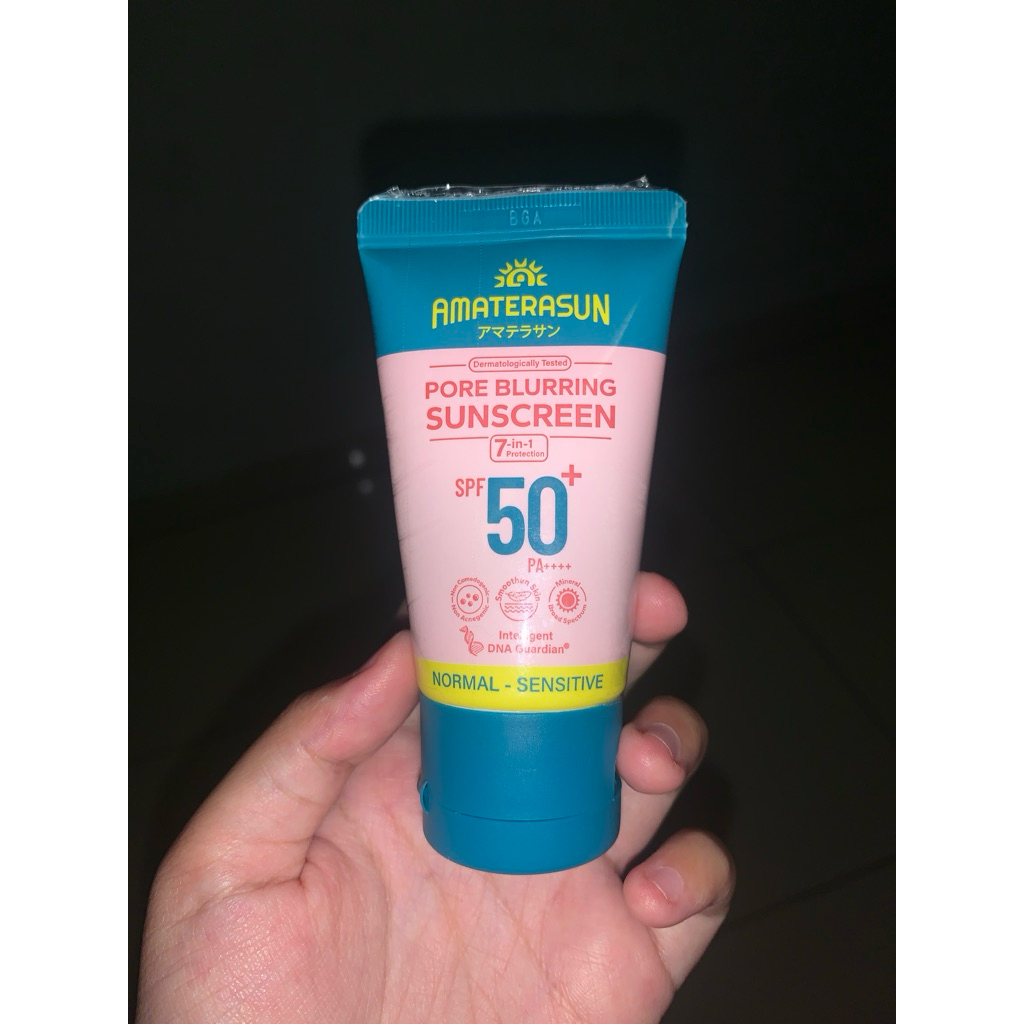 BGA
AMATERASUN
アマテラサン
Dermatologically Tested
PORE BLURRING
SUNSCREEN
7-in-1
Protection
SPF 50+
PA++++
Non Comedogenic
Non Acnegenic
Smoothen Skin
Mineral
Broad Spectrum
Intelligent
DNA Guardian®
NORMAL - SENSITIVE